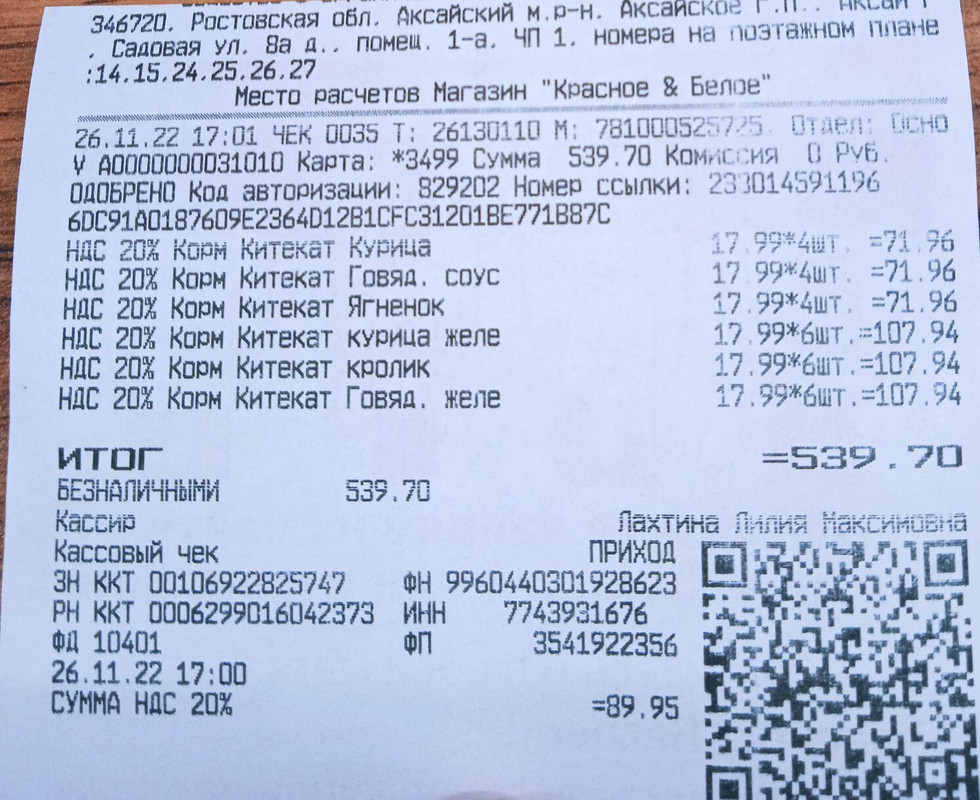 346720, Ростовская обл. Аксайский м.р-н. Аксайское Г.П..
. Садовая ул. 8а д.. помещ. 1-а. ЧП 1. номера на поэтажном плане
:14.15.24.25.26.27
Место расчетов Магазин "Красное & Белое"
26.11.22 17:01 ЧЕК 0035 Т: 26130110 М: 781000525725. Отдел: Осно
У А0000000031010 Карта: *3499 Сумма 539.70 Комиссия 0 Руб.
ОДОБРЕНО Код авторизации: 829202 Номер ссылки: 233014591196
6DC91A0187609E2364D12B1CFC31201BE771B87C
НДС 20% Корм Китекат Курица 17.99*4шт. =71.96
НДС 20% Корм Китекат Говяд. соус 17.99*4шт. =71.96
НДС 20% Корм Китекат Ягненок 17.99*4шт. =71.96
НДС 20% Корм Китекат курица желе 17.99*6шт.=107.94
НДС 20% Корм Китекат кролик 17.99*6шт.=107.94
НДС 20% Корм Китекат Говяд. желе 17.99*6шт.=107.94
ИТОГ =539.70
БЕЗНАЛИЧНЫМИ 539.70
Кассир Лахтина Лилия Максимовна
Кассовый чек ПРИХОД
ЗН ККТ 00106922825747 ФН 9960440301928623
РН ККТ 0006299016042373 ИНН 7743931676
ФД 10401 ФП 3541922356
26.11.22 17:00
СУММА НДС 20% =89.95